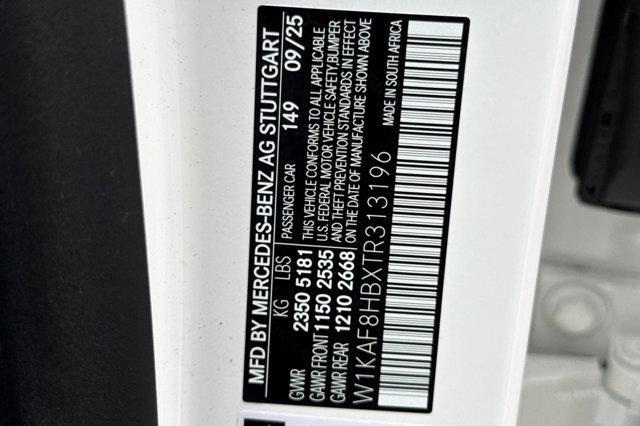 MFD BY MERCEDES-BENZ AG STUTTGART
KG LBS PASSENGER CAR 149 09/25
GVWR 2350 5181 THIS VEHICLE CONFORMS TO ALL APPLICABLE
GAWR FRONT 1150 2535 U.S. FEDERAL MOTOR VEHICLE SAFETY, BUMPER
GAWR REAR 1210 2668 AND THEFT PREVENTION STANDARDS IN EFFECT
ON THE DATE OF MANUFACTURE SHOWN ABOVE
W1KAF8HBXTR313196 MADE IN SOUTH AFRICA